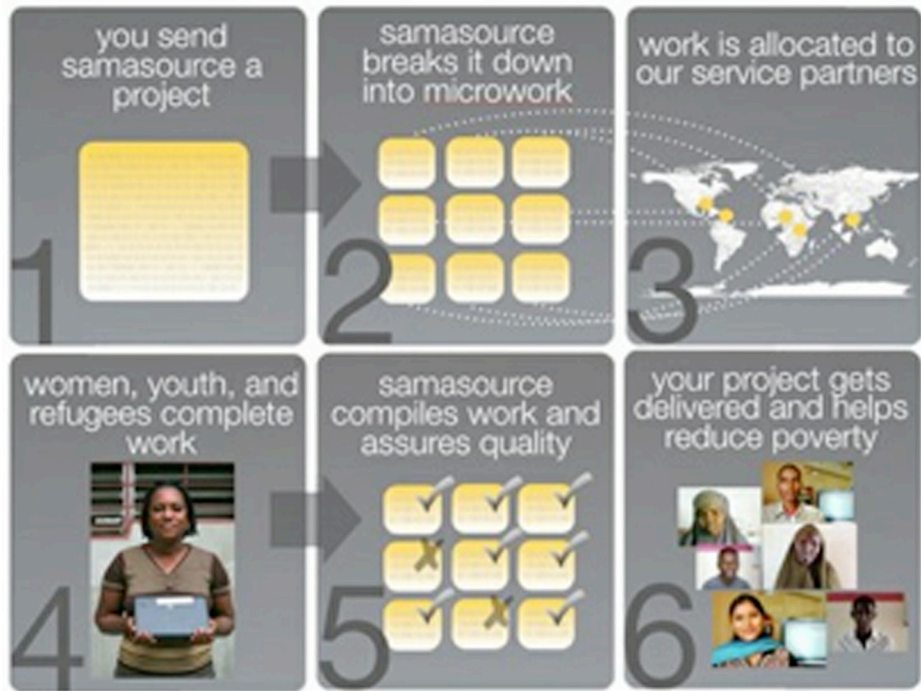 you send
samasource a
project
1
samasource
breaks it down
into microwork
2
work is allocated to
our service partners
3
women, youth, and
refugees complete
work
4
samasource
compiles work and
assures quality
5
your project gets
delivered and helps
reduce poverty
6